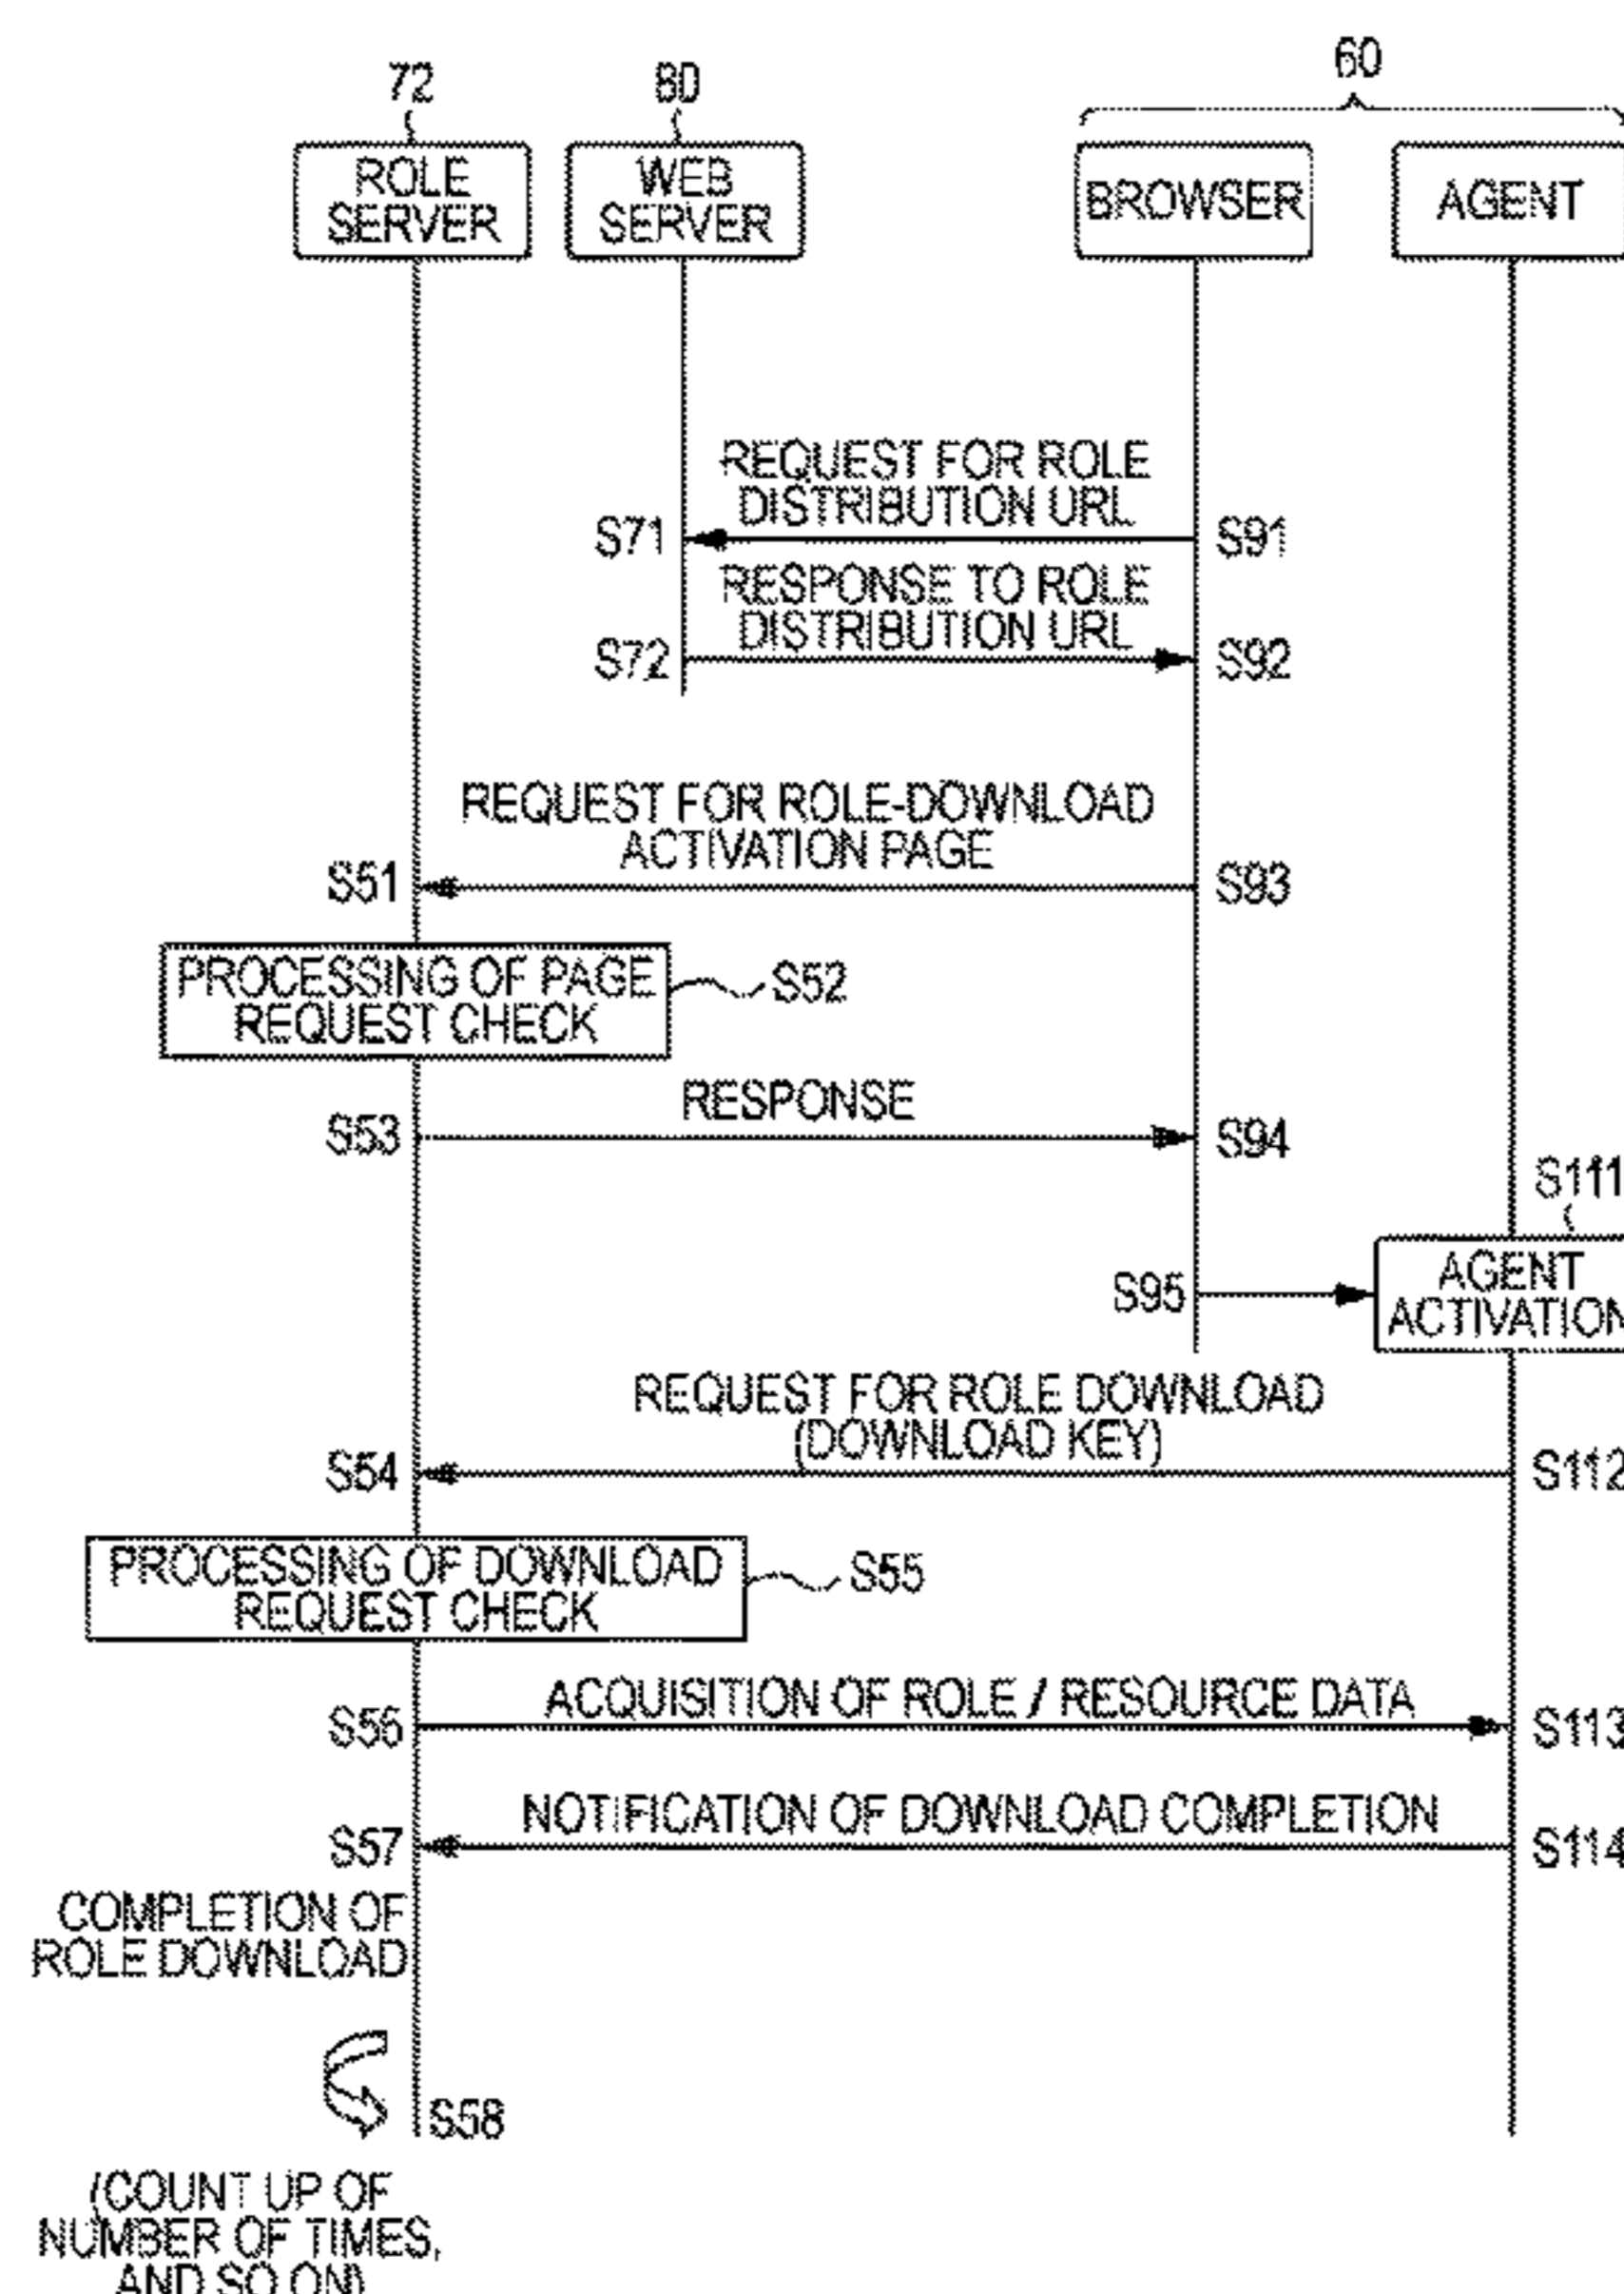 60
72
80
ROLE
SERVER
WEB
SERVER
BROWSER
AGENT
REQUEST FOR ROLE
DISTRIBUTION URL
S71
S91
RESPONSE TO ROLE
DISTRIBUTION URL
S72
S92
REQUEST FOR ROLE-DOWNLOAD
ACTIVATION PAGE
S51
S93
PROCESSING OF PAGE
REQUEST CHECK
S52
RESPONSE
S53
S94
S111
S95
AGENT
ACTIVATION
REQUEST FOR ROLE DOWNLOAD
(DOWNLOAD KEY)
S54
S112
PROCESSING OF DOWNLOAD
REQUEST CHECK
S55
ACQUISITION OF ROLE / RESOURCE DATA
S56
S113
NOTIFICATION OF DOWNLOAD COMPLETION
S57
S114
COMPLETION OF
ROLE DOWNLOAD
S58
(COUNT UP OF
NUMBER OF TIMES,
AND SO ON)